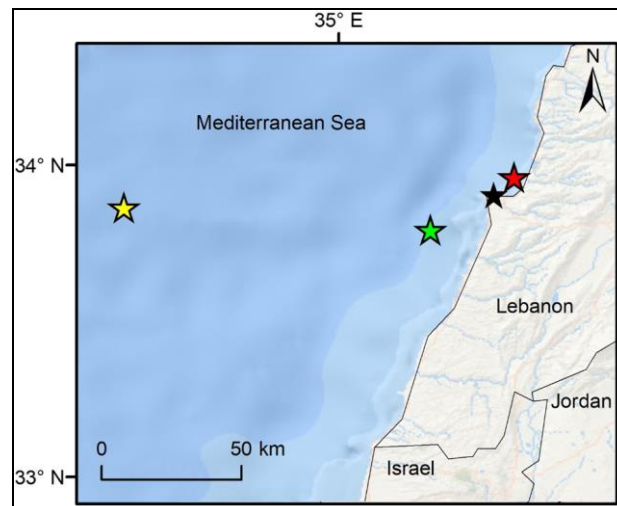 35° E
N
Mediterranean Sea
34° N
Lebanon
Jordan
0 50 km
33° N
Israel